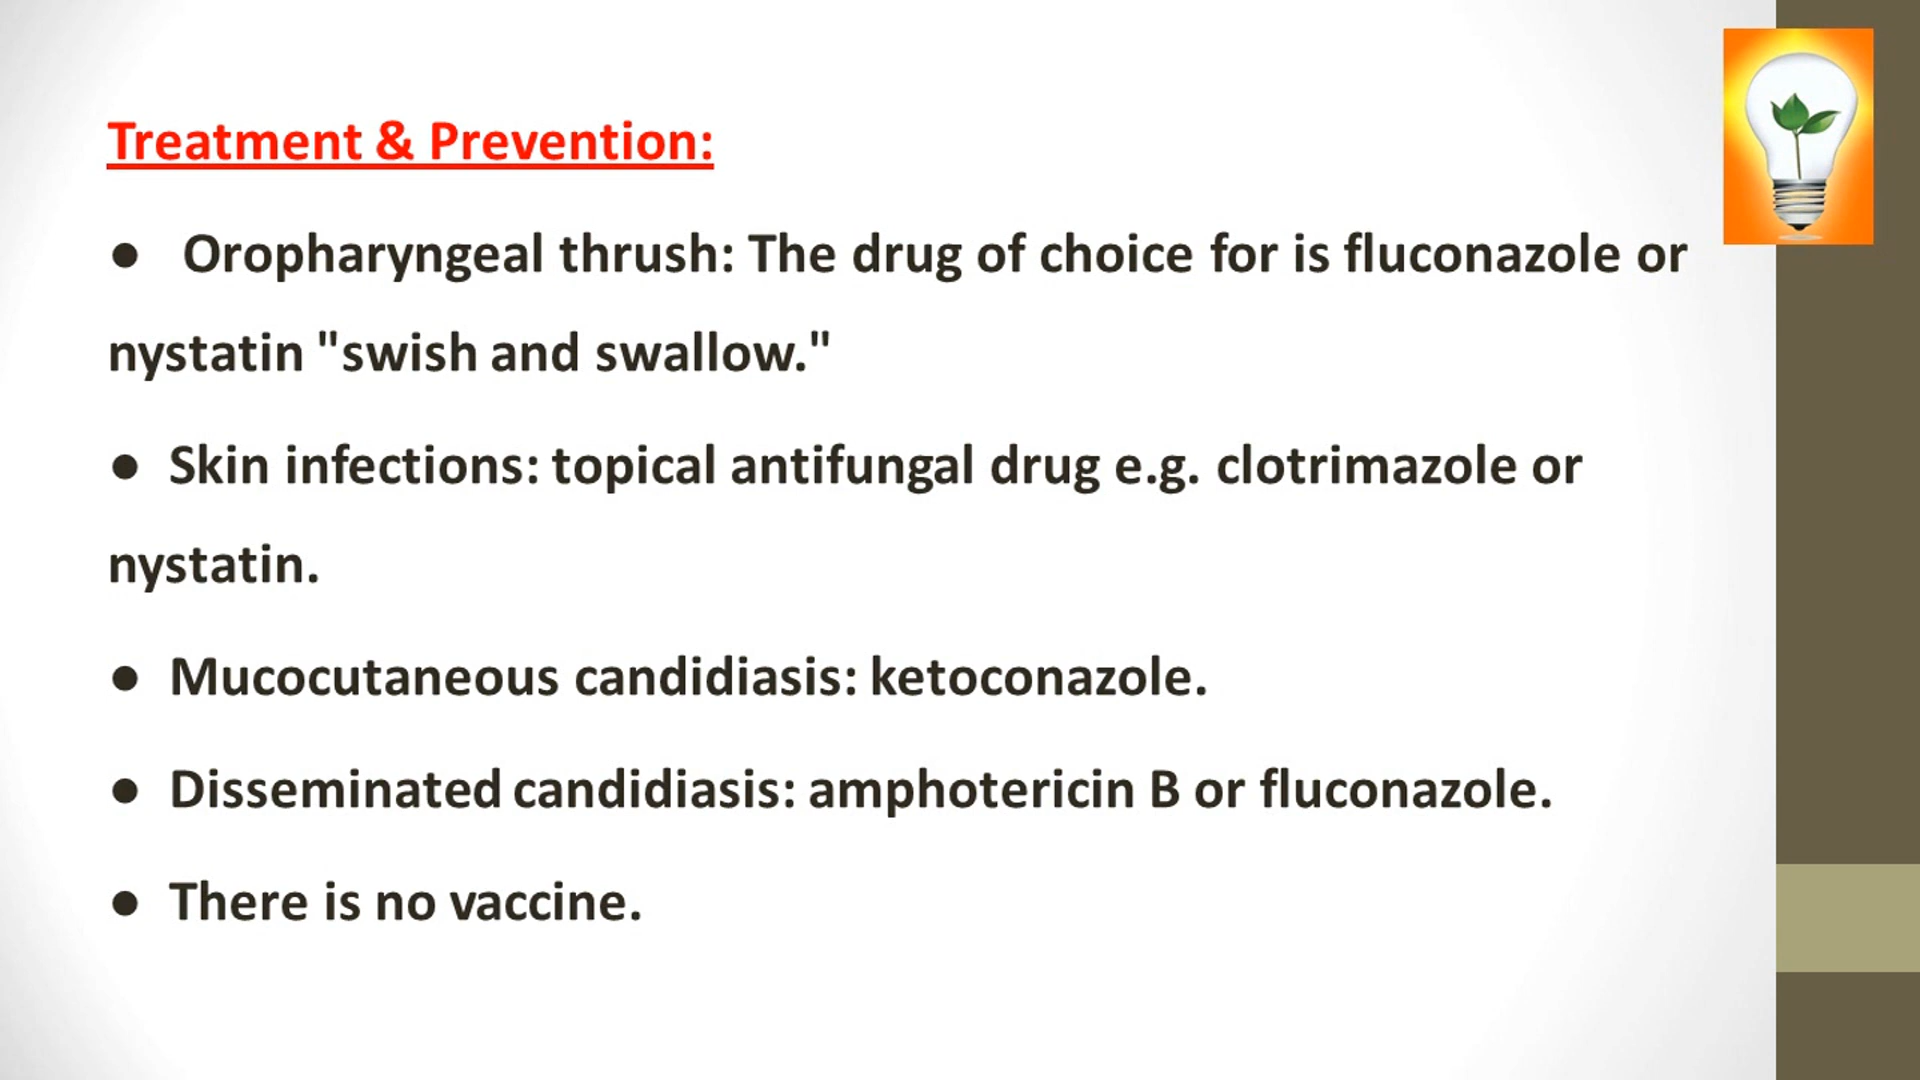 Treatment & Prevention:
● Oropharyngeal thrush: The drug of choice for is fluconazole or
nystatin "swish and swallow."
● Skin infections: topical antifungal drug e.g. clotrimazole or
nystatin.
● Mucocutaneous candidiasis: ketoconazole.
● Disseminated candidiasis: amphotericin B or fluconazole.
● There is no vaccine.